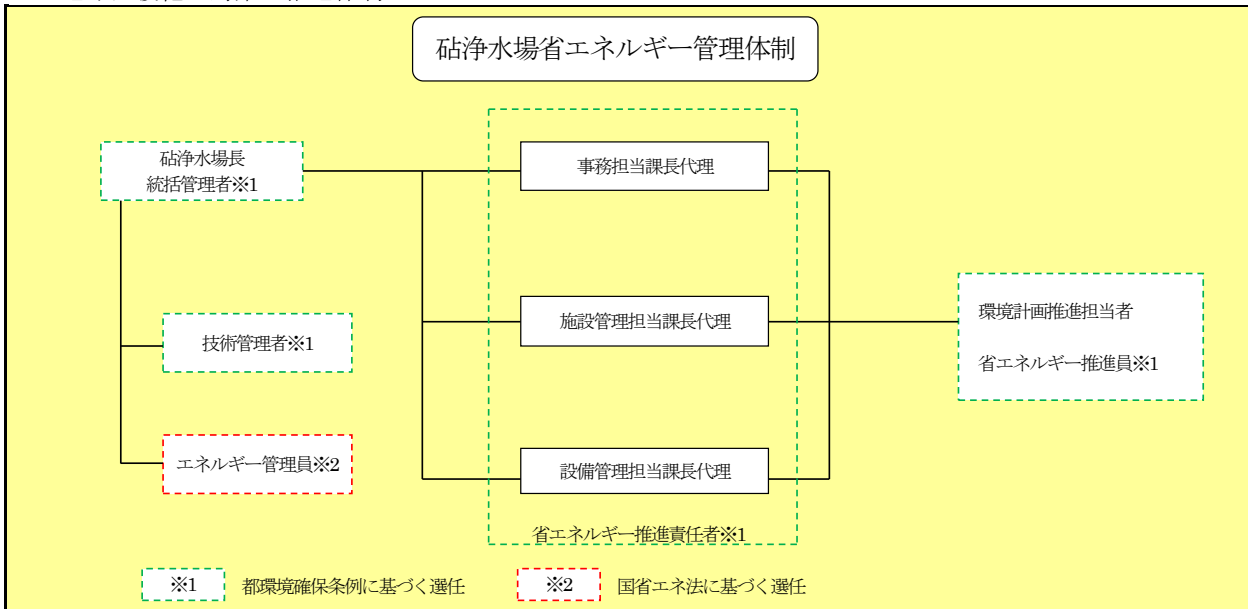 砧浄水場省エネルギー管理体制
砧浄水場長
統括管理者※1
技術管理者※1
エネルギー管理員※2
事務担当課長代理
施設管理担当課長代理
設備管理担当課長代理
省エネルギー推進責任者※1
環境計画推進担当者
省エネルギー推進員※1
※1 都環境確保条例に基づく選任
※2 国省エネ法に基づく選任